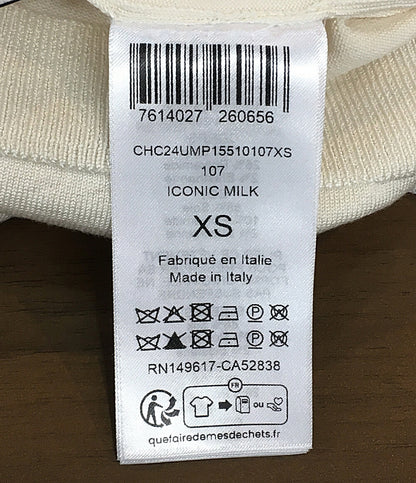 7614027 260656
CHC24UMP15510107XS
107
ICONIC MILK
XS
Fabriqué en Italie
Made in Italy
RN149617-CA52838
FR
ou
quefairedemesdechets.fr